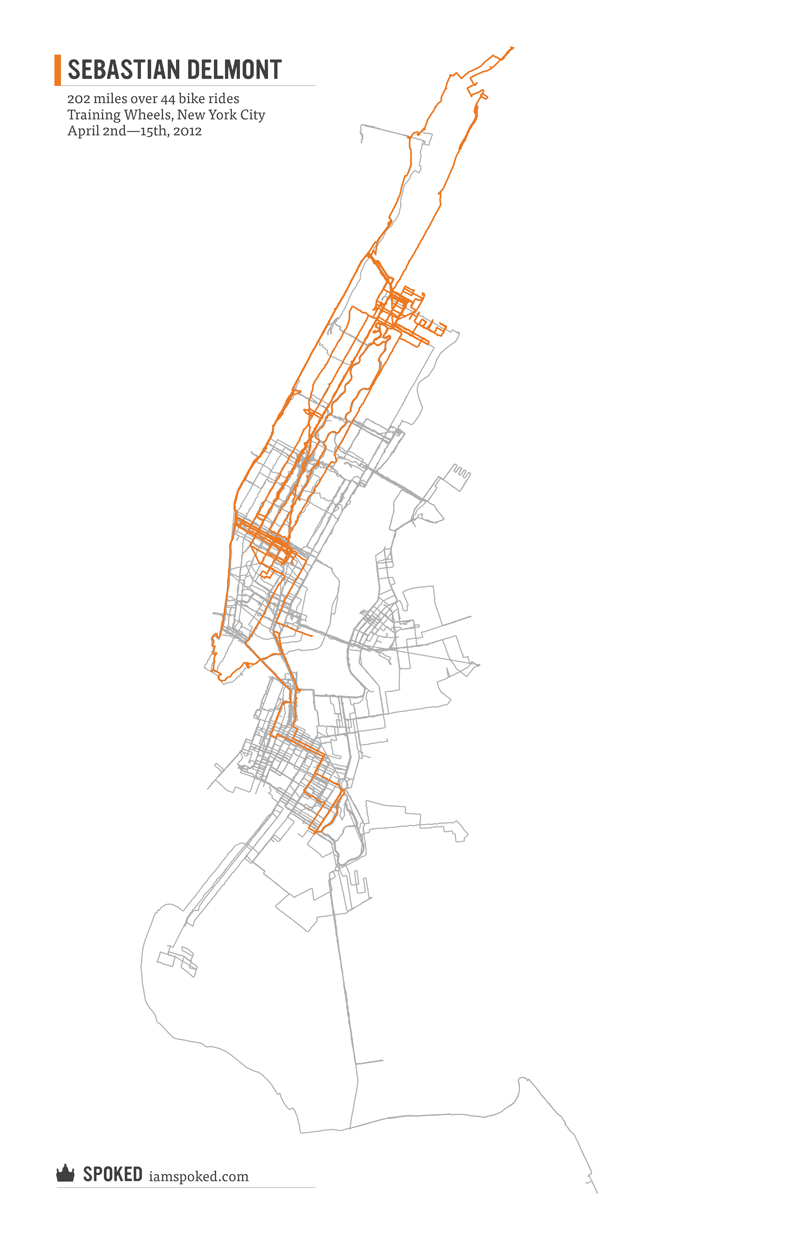 SEBASTIAN DELMONT
202 miles over 44 bike rides
Training Wheels, New York City
April 2nd—15th, 2012
SPOKED iamspoked.com